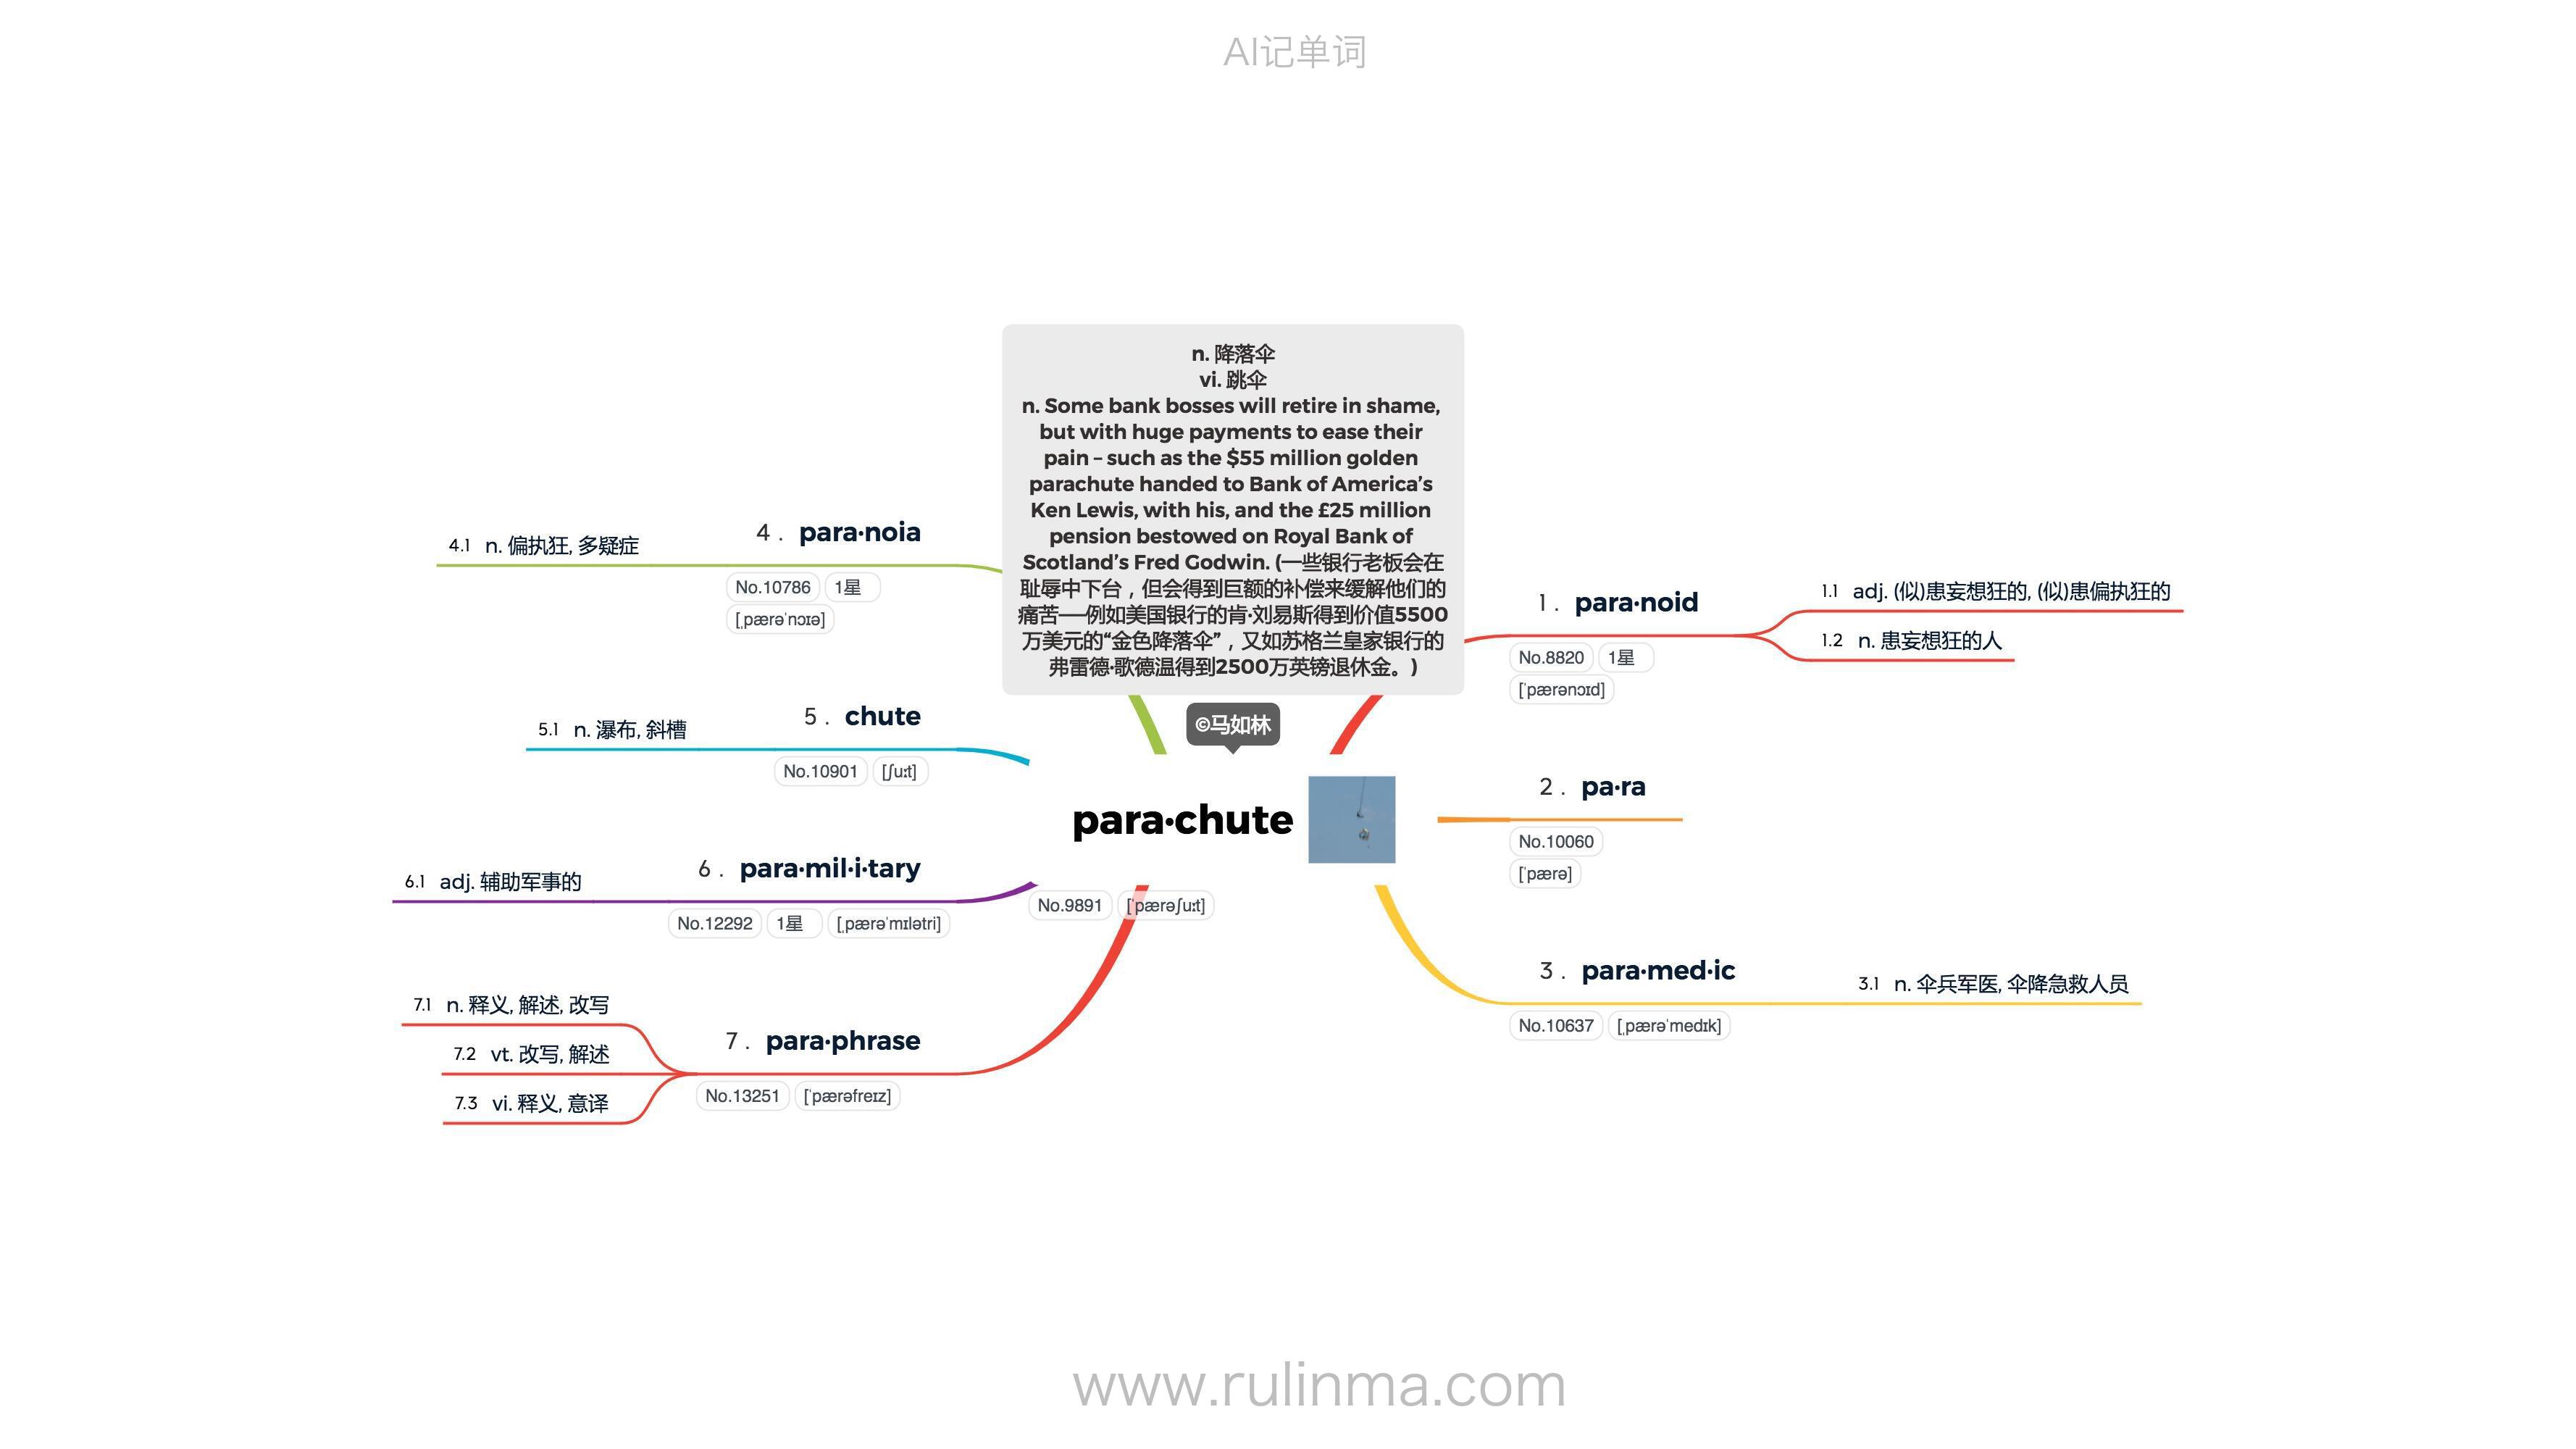 AI记单词
n. 降落伞
vi. 跳伞
n. Some bank bosses will retire in shame,
but with huge payments to ease their
pain – such as the $55 million golden
parachute handed to Bank of America’s
Ken Lewis, with his, and the £25 million
pension bestowed on Royal Bank of
Scotland’s Fred Godwin. (一些银行老板会在
耻辱中下台，但会得到巨额的补偿来缓解他们的
痛苦——例如美国银行的肯·刘易斯得到价值5500
万美元的“金色降落伞”，又如苏格兰皇家银行的
弗雷德·歌德温得到2500万英镑退休金。)
©马如林
para·chute
No.9891 [ˈpærəʃuːt]
1. para·noid
No.8820 1星
[ˈpærənɔɪd]
1.1 adj. (似)患妄想狂的, (似)患偏执狂的
1.2 n. 患妄想狂的人
2. pa·ra
No.10060
[ˈpærə]
3. para·med·ic
No.10637 [ˌpærəˈmedɪk]
3.1 n. 伞兵军医, 伞降急救人员
4. para·noia
No.10786 1星
[ˌpærəˈnɔɪə]
4.1 n. 偏执狂, 多疑症
5. chute
No.10901 [ʃuːt]
5.1 n. 瀑布, 斜槽
6. para·mil·i·tary
No.12292 1星 [ˌpærəˈmɪlətri]
6.1 adj. 辅助军事的
7. para·phrase
No.13251 [ˈpærəfreɪz]
7.1 n. 释义, 解述, 改写
7.2 vt. 改写, 解述
7.3 vi. 释义, 意译
www.rulinma.com